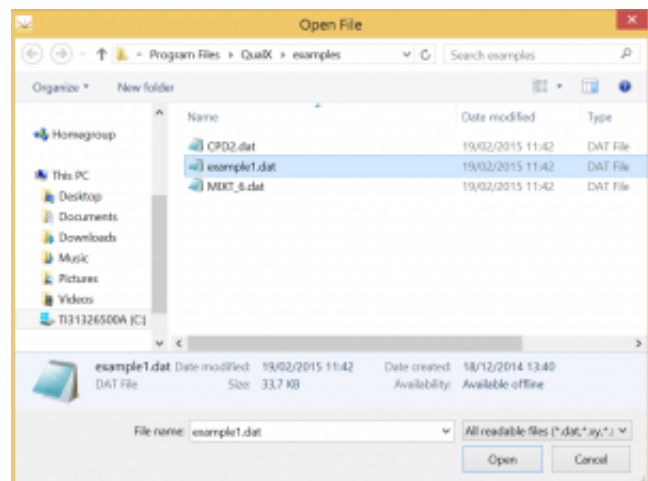 Open File
Program Files › QualX › examples
Search examples
Organize
New folder
Name Date modified Type
Homegroup
CPD2.dat 19/02/2015 11:42 DAT File
example1.dat 19/02/2015 11:42 DAT File
This PC
MIXT_6.dat 19/02/2015 11:42 DAT File
Desktop
Documents
Downloads
Music
Pictures
Videos
TI31326500A (C:)
example1.dat Date modified: 19/02/2015 11:42 Date created: 18/12/2014 13:40
DAT File Size: 33,7 KB Availability: Available offline
File name: example1.dat All readable files (*.dat,*.xy,*.
Open Cancel